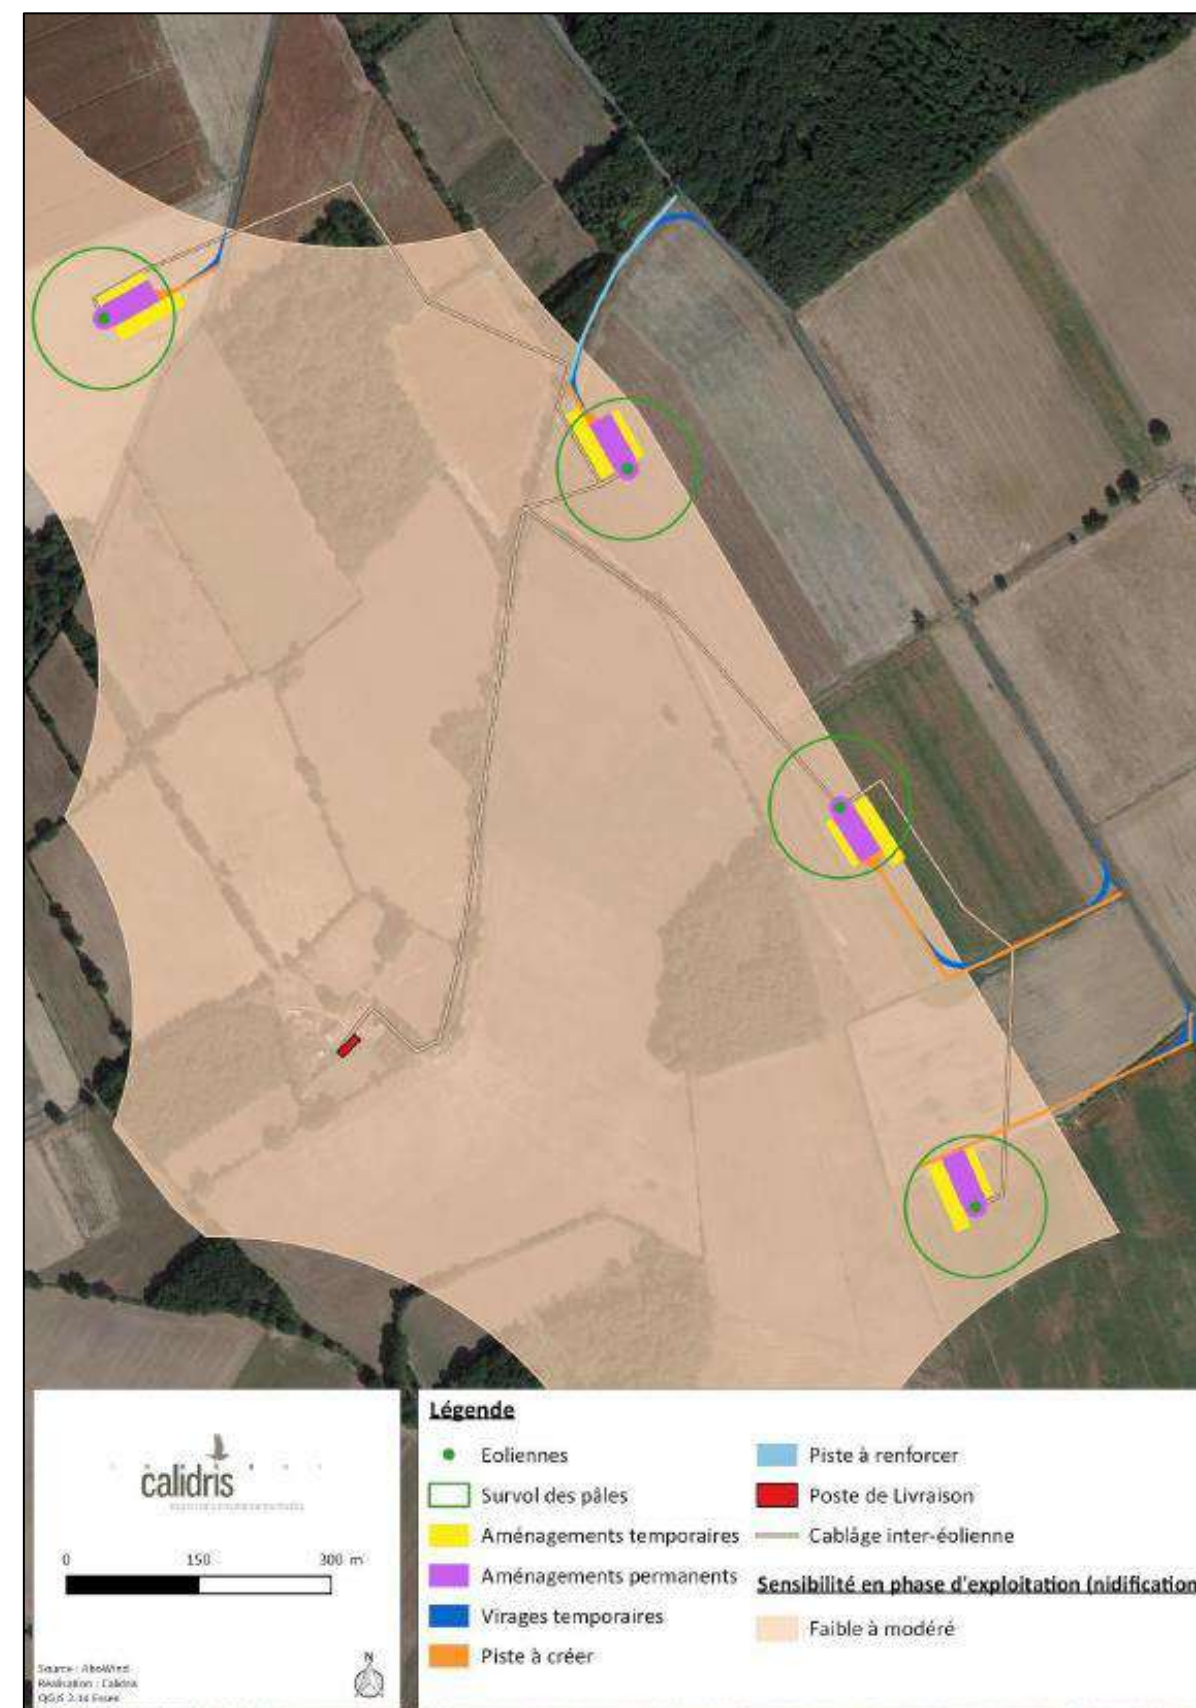 calidris
0 150 300 m
Source : AboWind
Réalisation : Calidris
N
Légende
Eoliennes
Survol des pâles
Aménagements temporaires
Aménagements permanents
Virages temporaires
Piste à créer
Piste à renforcer
Poste de Livraison
Cablâge inter-éolienne
Sensibilité en phase d'exploitation (nidification
Faible à modéré